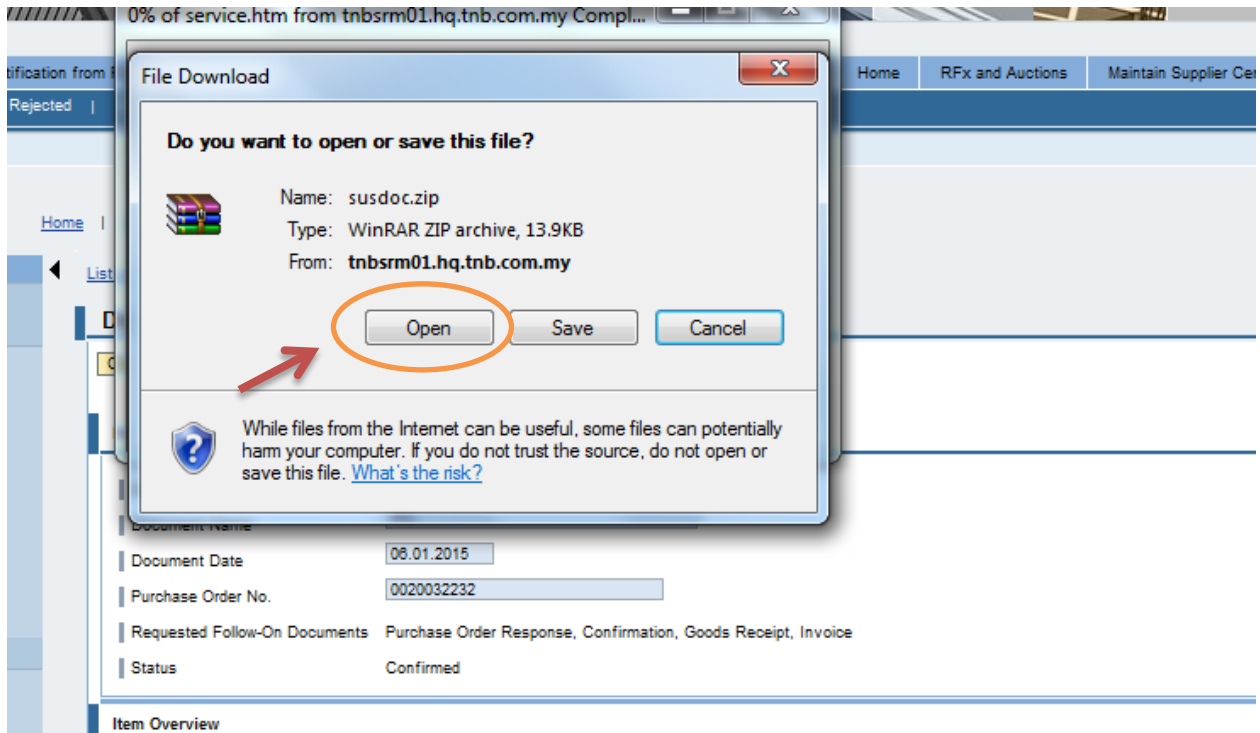 0% of service.htm from tnbsrm01.hq.tnb.com.my Compl...
from
Home
RFx and Auctions
Maintain Supplier
Rejected |
File Download
Do you want to open or save this file?
Name: susdoc.zip
Type: WinRAR ZIP archive, 13.9KB
From: tnbsrm01.hq.tnb.com.my
Home |
List
Open
Save
Cancel
While files from the Internet can be useful, some files can potentially
harm your computer. If you do not trust the source, do not open or
save this file. What's the risk?
Document Name
Document Date 06.01.2015
Purchase Order No. 0020032232
Requested Follow-On Documents Purchase Order Response, Confirmation, Goods Receipt, Invoice
Status Confirmed
Item Overview